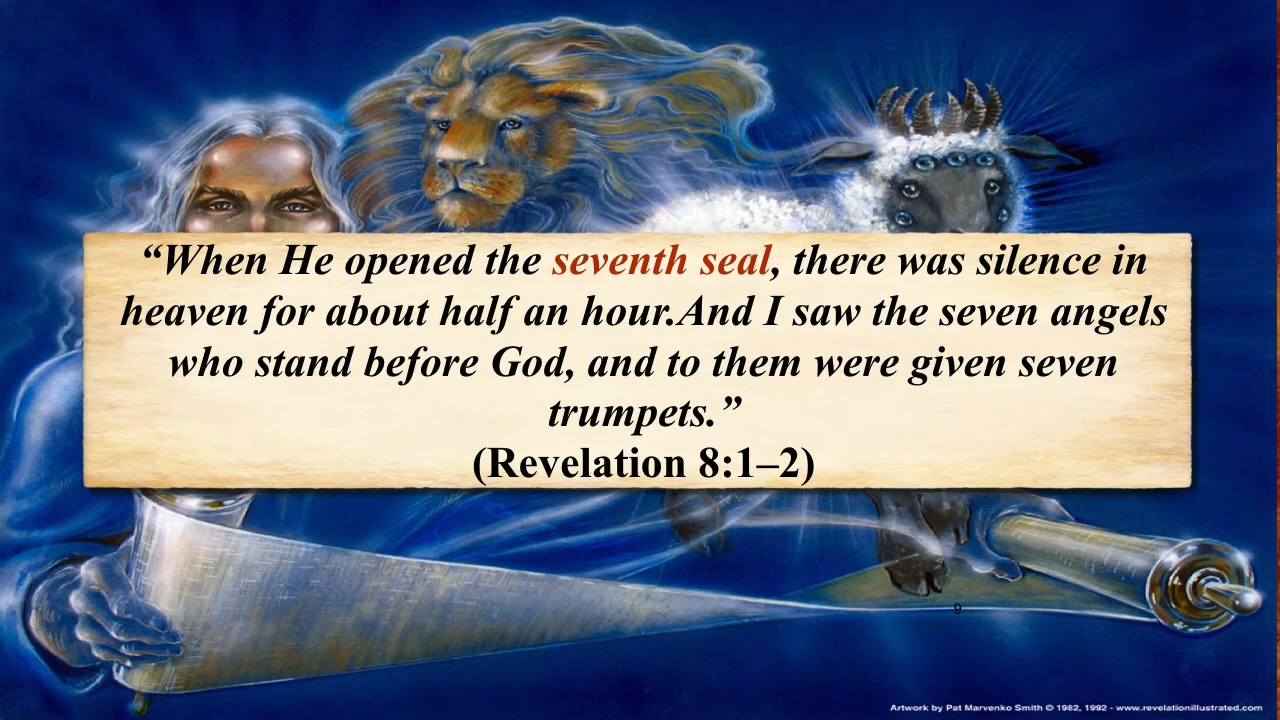 “When He opened the seventh seal, there was silence in
heaven for about half an hour.And I saw the seven angels
who stand before God, and to them were given seven
trumpets.”
(Revelation 8:1–2)
9
Artwork by Pat Marvenko Smith © 1982, 1992 - www.revelationillustrated.com